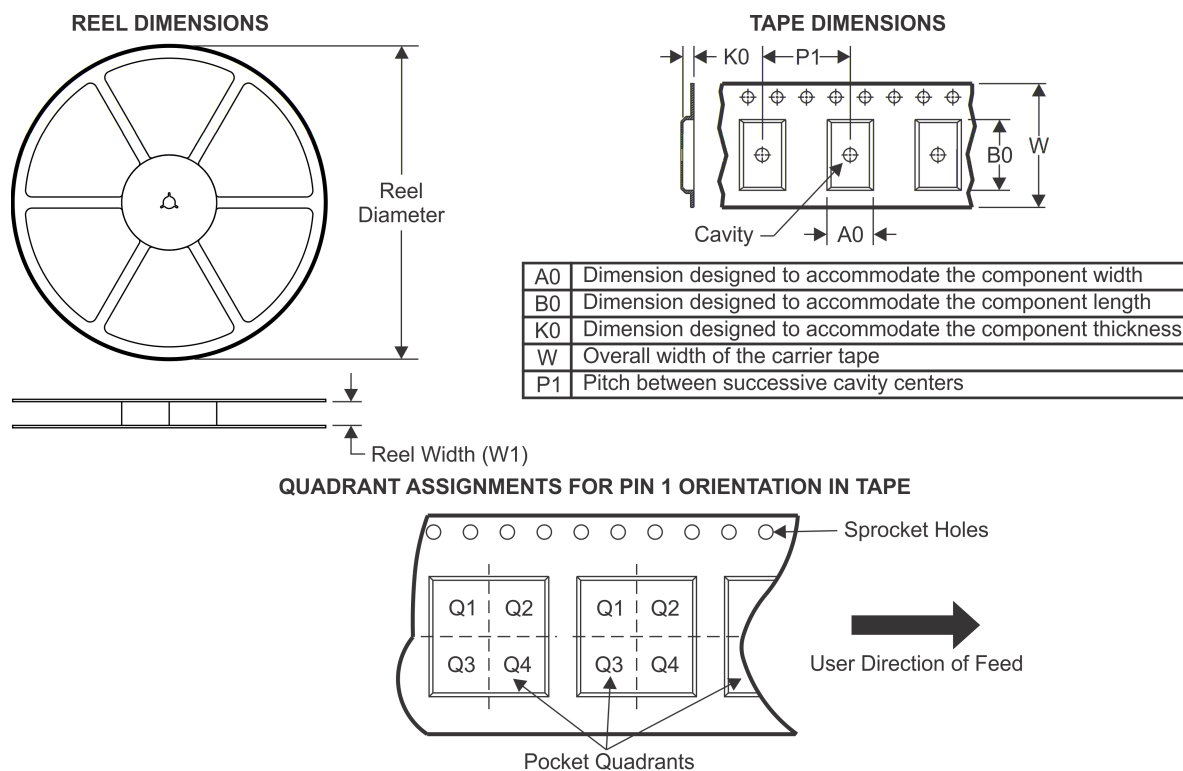 REEL DIMENSIONS
Reel
Diameter
Reel Width (W1)
TAPE DIMENSIONS
K0
P1
B0
W
Cavity
A0
A0 Dimension designed to accommodate the component width
B0 Dimension designed to accommodate the component length
K0 Dimension designed to accommodate the component thickness
W Overall width of the carrier tape
P1 Pitch between successive cavity centers
QUADRANT ASSIGNMENTS FOR PIN 1 ORIENTATION IN TAPE
Sprocket Holes
Q1 Q2 Q1 Q2
Q3 Q4 Q3 Q4
User Direction of Feed
Pocket Quadrants